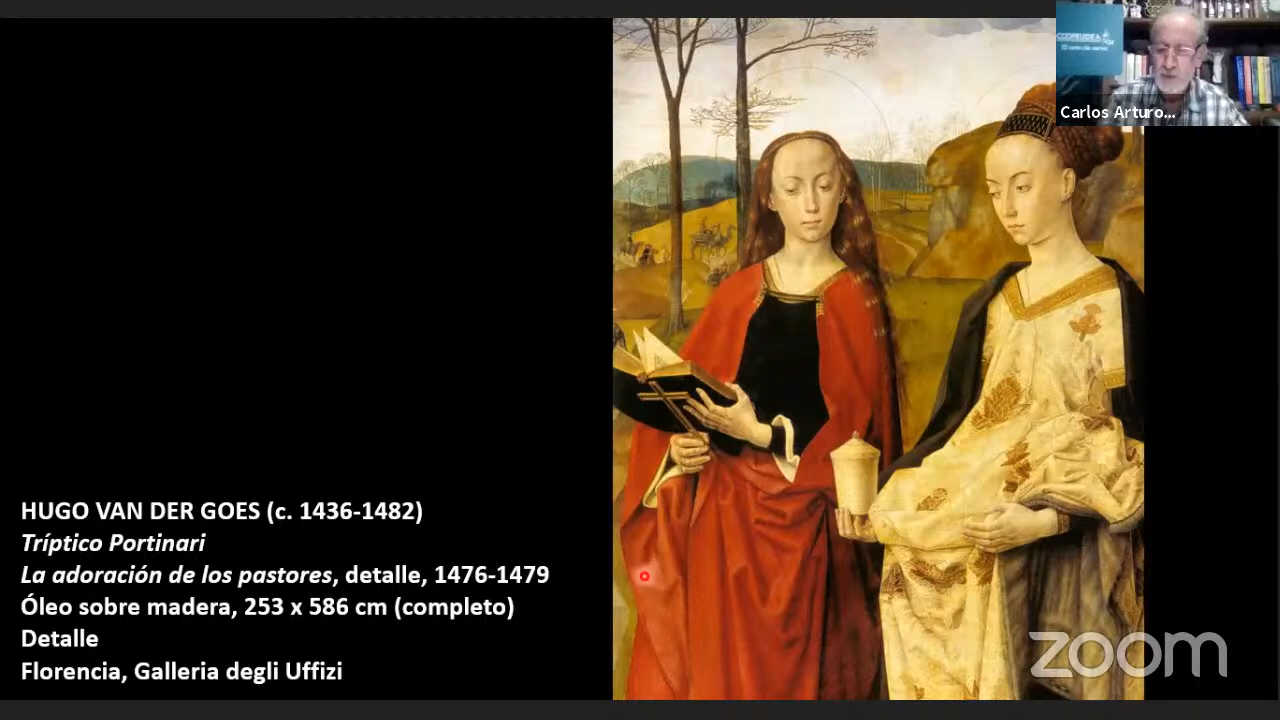 COOPRUDEA
Carlos Arturo...
HUGO VAN DER GOES (c. 1436-1482)
Tríptico Portinari
La adoración de los pastores, detalle, 1476-1479
Óleo sobre madera, 253 x 586 cm (completo)
Detalle
Florencia, Galleria degli Uffizi
zoom